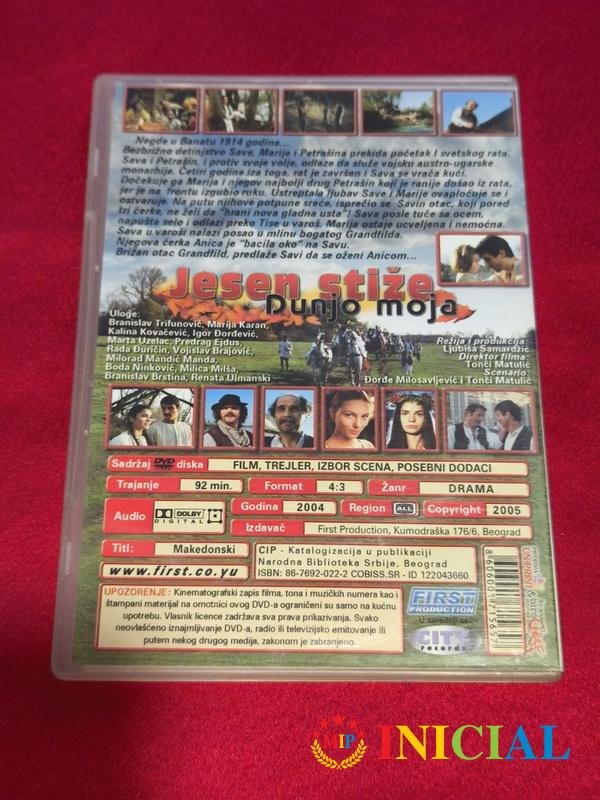 Negde u Banatu 1914 godine...
Bezbrižno detinjstvo Save, Marije i Petrašina prekida početak I svetskog rata.
Sava i Petrašin, i protiv svoje volje, odlaze da služe vojsku austro-ugarske
monarhije. Četiri godine iza toga, rat je završen i Sava se vraća kući.
Dočekuje ga Marija i njegov najbolji drug Petrašin koji je ranije došao iz rata,
jer je na frontu izgubio ruku. Ustreptala ljubav Save i Marije ovaploćuje se i
ostvaruje. Na putu njihove potpune sreće, isprečio se Savin otac, koji pored
tri ćerke, ne želi da "hrani nova gladna usta"! Sava posle tuče sa ocem,
napušta selo i odlazi preko Tise u varoš. Marija ostaje ucveljena i nemoćna.
Sava u varoši nalazi posao u mlinu bogatog Grandfilda.
Njegova ćerka Anica je "bacila oko" na Savu.
Brižan otac Grandfild, predlaže Savi da se oženi Anicom...
Jesen stiže
Dunjo moja
Uloge:
Branislav Trifunović, Marija Karan,
Kalina Kovačević, Igor Đorđević,
Marta Uzelac, Predrag Ejdus,
Rada Đuričin, Vojislav Brajović,
Milorad Mandić Manda,
Boda Ninković, Milica Milša,
Branislav Brstina, Renata Ulmanski
Režija i produkcija:
Ljubiša Samardžić
Direktor filma:
Tonči Matulić
Scenario:
Đorđe Milosavljević i Tonči Matulić
Sadržaj DVD diska FILM, TREJLER, IZBOR SCENA, POSEBNI DODACI
Trajanje 92 min. Format 4:3 Žanr DRAMA
Audio DOLBY DIGITAL Godina 2004 Region ALL Copyright 2005
Izdavač First Production, Kumodraška 176/6, Beograd
Titl: Makedonski
www.first.co.yu
CIP - Katalogizacija u publikaciji
Narodna Biblioteka Srbije, Beograd
ISBN: 86-7692-022-2 COBISS.SR - ID 122043660
UPOZORENJE: Kinematografski zapis filma, tona i muzičkih numera kao i
štampani materijal na omotnici ovog DVD-a ograničeni su samo na kućnu
upotrebu. Vlasnik licence zadržava sva prava prikazivanja. Svako
neovlašćeno iznajmljivanje DVD-a, radio ili televizijsko emitovanje ili
putem nekog drugog medija, zakonom je zabranjeno.
FIRST
PRODUCTION
U saradnji sa:
CITY
records
VIP INICIAL